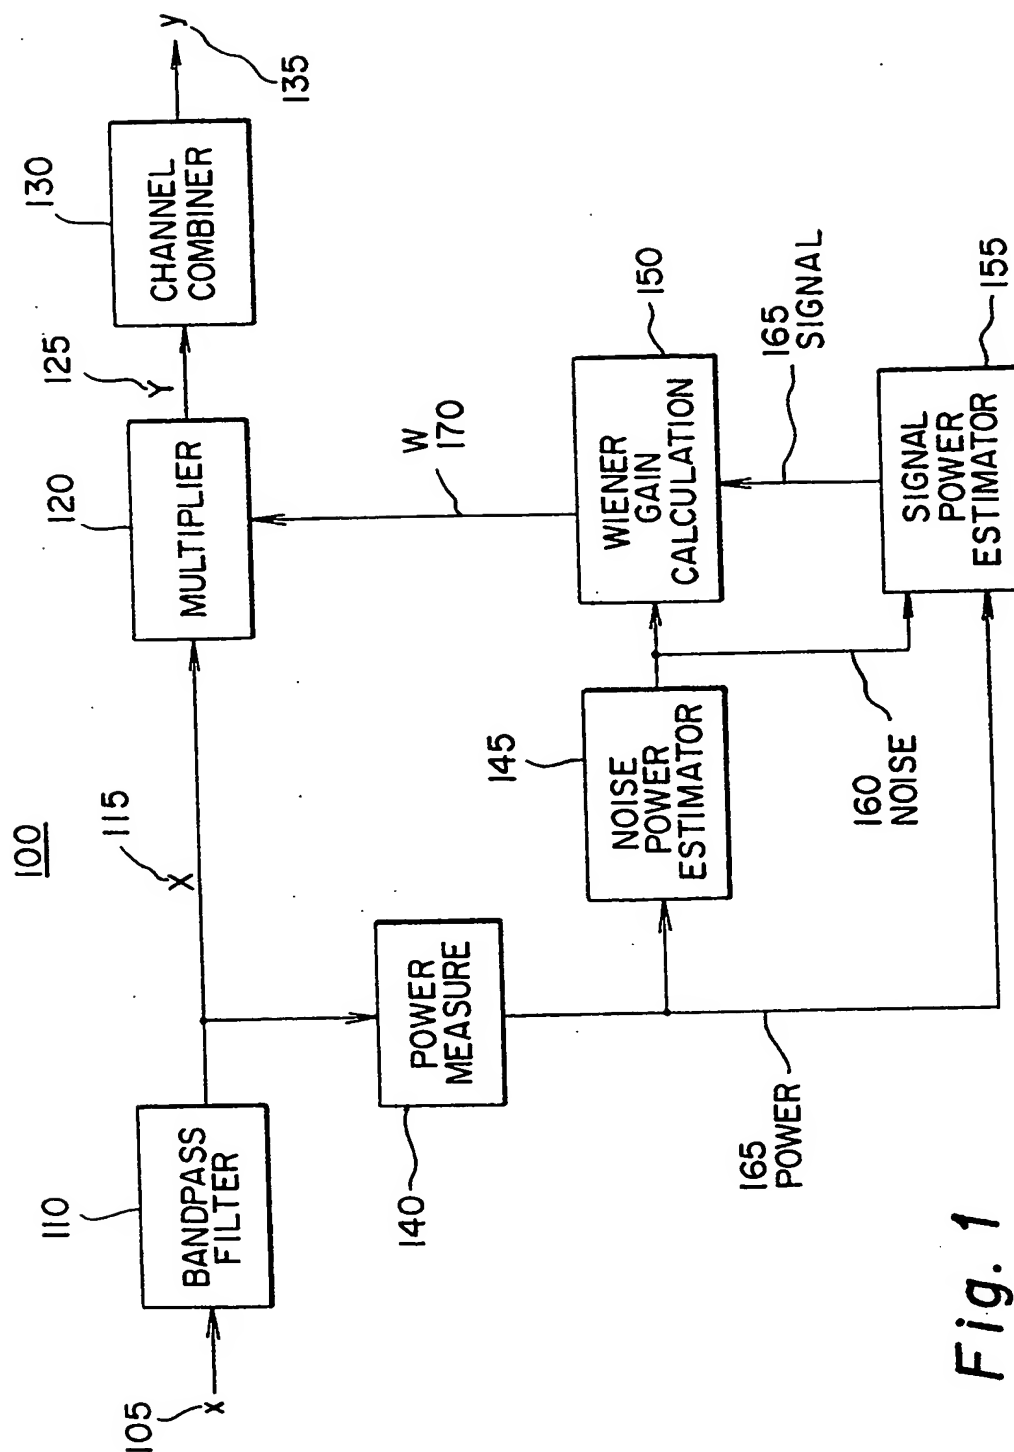 100
105
x
110
BANDPASS
FILTER
X
115
120
MULTIPLIER
Y
125
130
CHANNEL
COMBINER
y
135
140
POWER
MEASURE
165
POWER
145
NOISE
POWER
ESTIMATOR
160
NOISE
W
170
WIENER
GAIN
CALCULATION
150
165
SIGNAL
SIGNAL
POWER
ESTIMATOR
155
Fig. 1